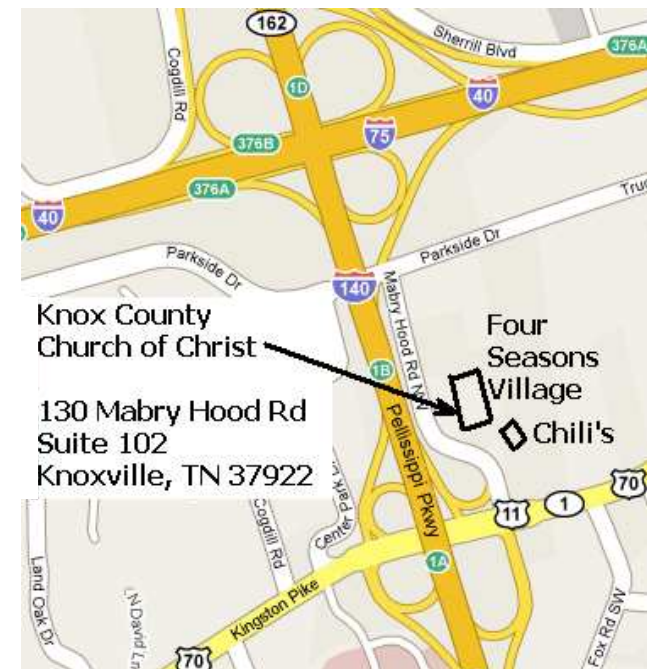 162
Sherrill Blvd
376A
Cogdill Rd
1D
40
75
376B
376A
40
Parkside Dr
Parkside Dr
140
Mabry Hood Rd NW
Knox County
Church of Christ
130 Mabry Hood Rd
Suite 102
Knoxville, TN 37922
Four
Seasons
Village
Chili's
1B
Pellissippi Pkwy
70
1
11
Center Park
Cogdill Rd
1A
Land Oak Dr
N David Ln
Kingston Pike
70
Fox Rd SW